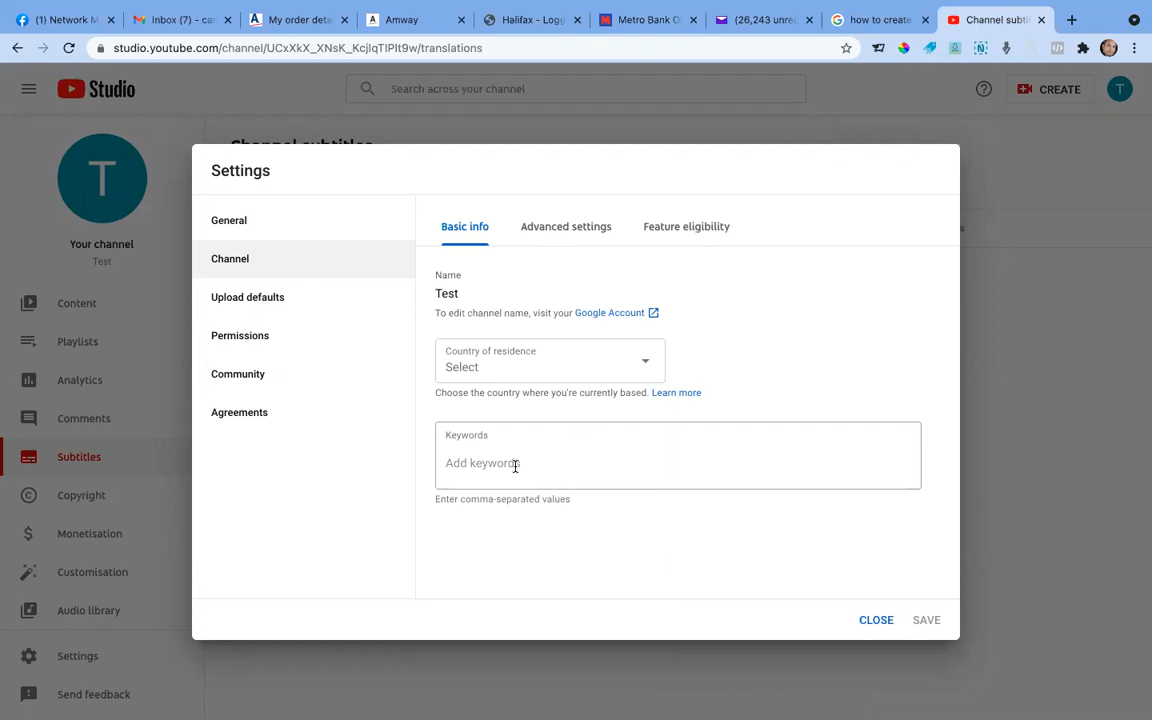 (1) Network M
Inbox (7) - can
My order deta
Amway
Halifax - Logg
Metro Bank O
(26,243 unre
how to create
Channel subti
studio.youtube.com/channel/UCxXkX_XNsK_KcjIqTIPIt9w/translations
Studio
Search across your channel
CREATE
T
T
Your channel
Test
Content
Playlists
Analytics
Comments
Subtitles
Copyright
Monetisation
Customisation
Audio library
Settings
Send feedback
Channel subtitles
Settings
General
Channel
Upload defaults
Permissions
Community
Agreements
Basic info
Advanced settings
Feature eligibility
Name
Test
To edit channel name, visit your Google Account
Country of residence
Select
Choose the country where you're currently based. Learn more
Keywords
Add keywords
Enter comma-separated values
CLOSE
SAVE